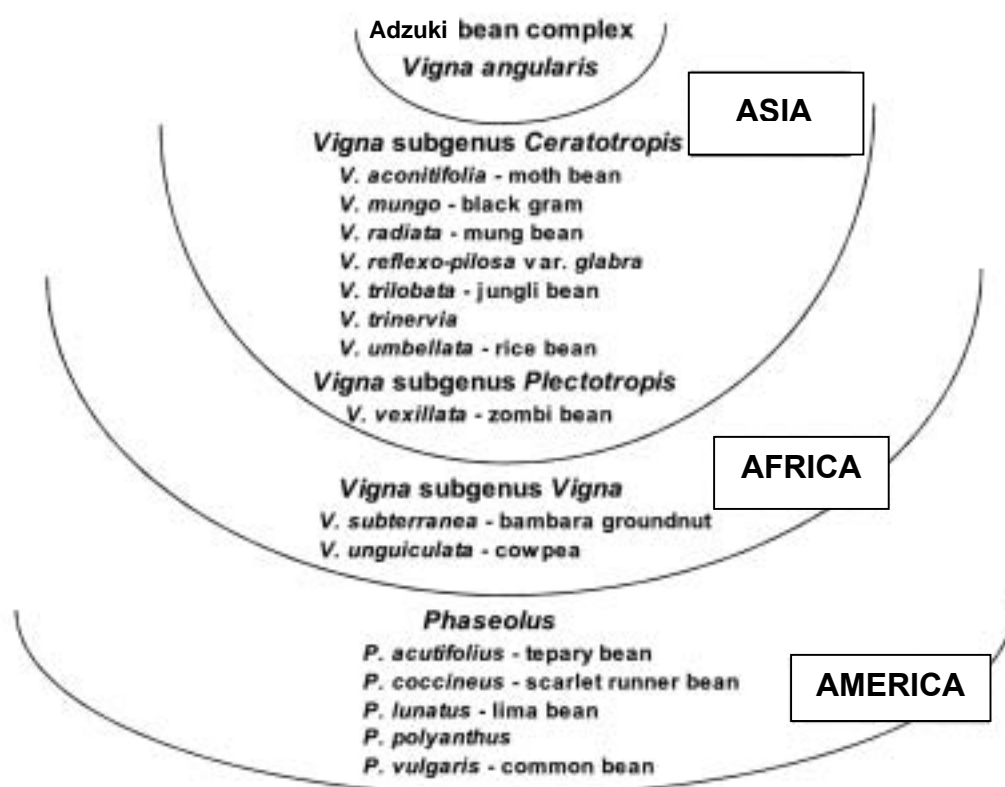 Adzuki bean complex
Vigna angularis
ASIA
Vigna subgenus Ceratotropis
V. aconitifolia - moth bean
V. mungo - black gram
V. radiata - mung bean
V. reflexo-pilosa var. glabra
V. trilobata - jungli bean
V. trinervia
V. umbellata - rice bean
Vigna subgenus Plectotropis
V. vexillata - zombi bean
AFRICA
Vigna subgenus Vigna
V. subterranea - bambara groundnut
V. unguiculata - cowpea
Phaseolus
P. acutifolius - tepary bean
P. coccineus - scarlet runner bean
AMERICA
P. lunatus - lima bean
P. polyanthus
P. vulgaris - common bean